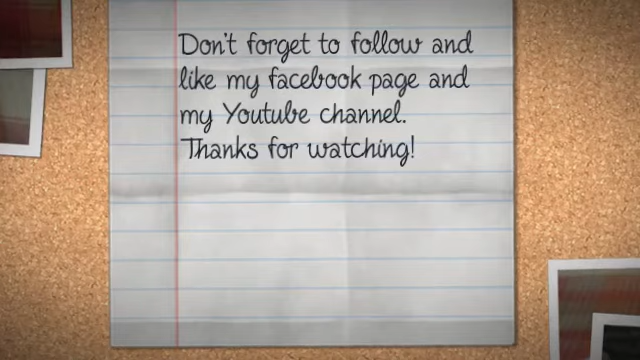 Don't forget to follow and
like my facebook page and
my Youtube channel.
Thanks for watching!